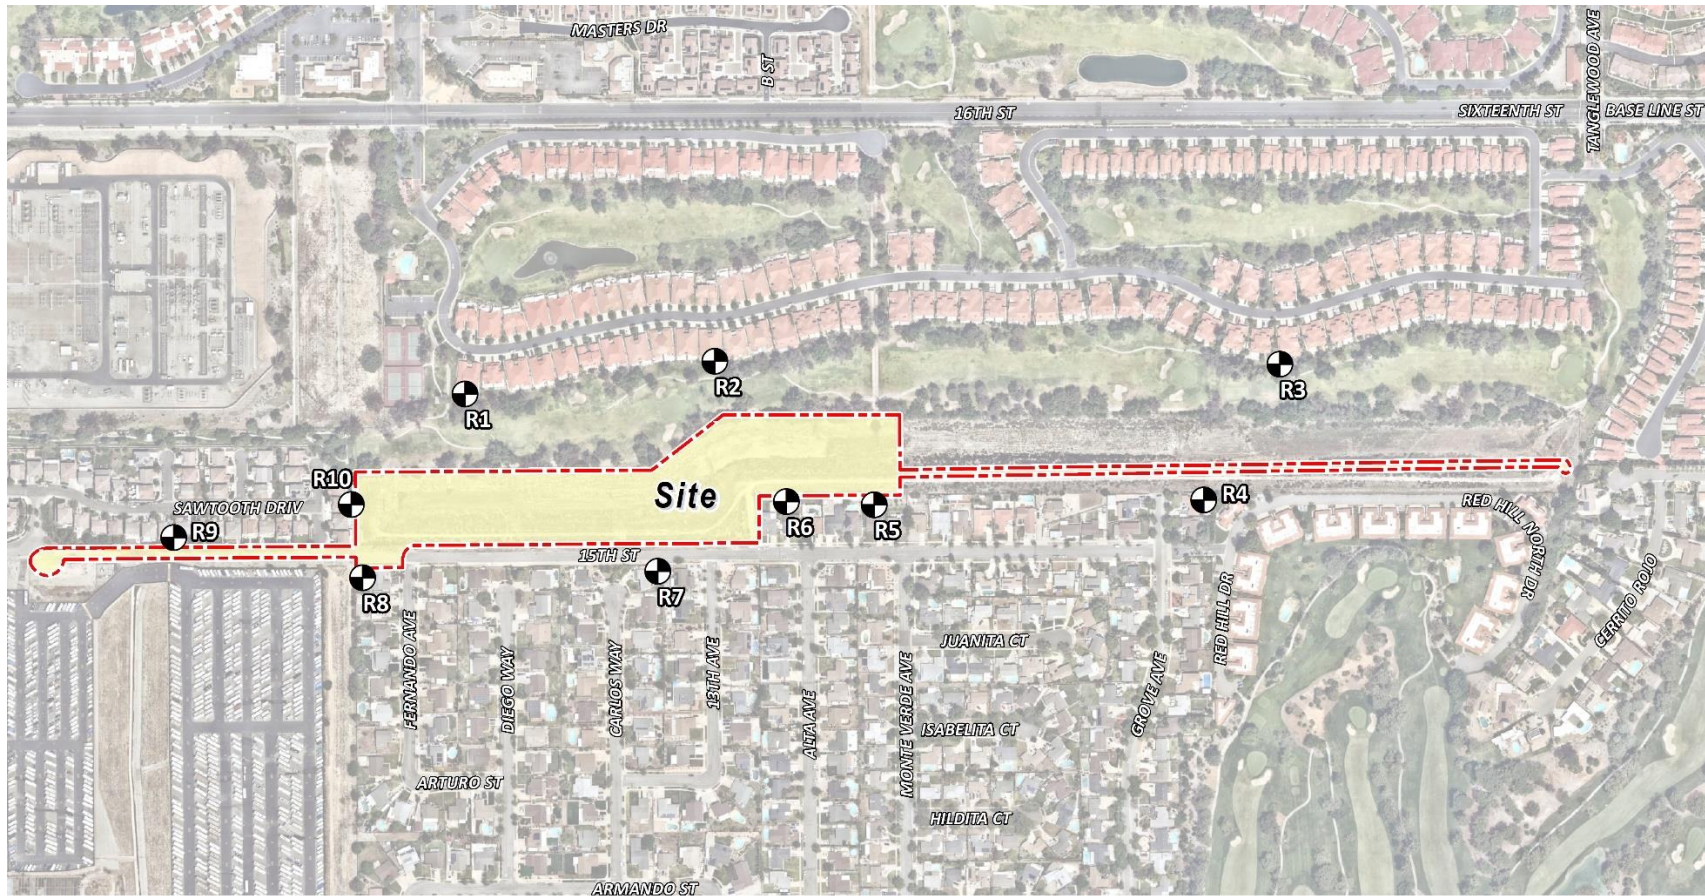 MASTERS DR
B ST
TANGLEWOOD AVE
16TH ST
SIXTEENTH ST
BASE LINE ST
R1
R2
R3
R10
SAWTOOTH DRIV
R9
Site
R6
R5
R4
RED HILL NORTH DR
15TH ST
R8
R7
FERNANDO AVE
DIEGO WAY
CARLOS WAY
13TH AVE
ALTA AVE
MONTE VERDE AVE
JUANITA CT
GROVE AVE
RED HILL DR
CERRITO ROJO
ISABELITA CT
ARTURO ST
HILDITA CT
ARMANDO ST